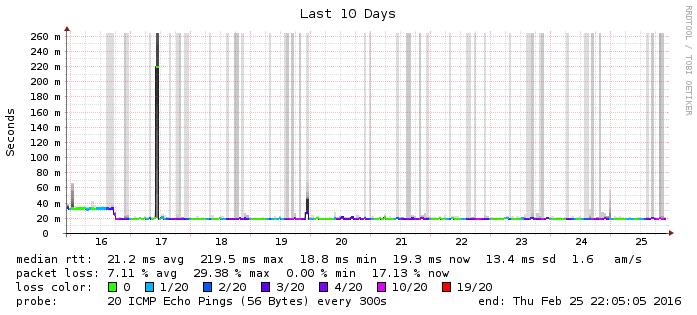 Last 10 Days
RRDTOOL / TOBI OETIKER
Seconds
260 m
240 m
220 m
200 m
180 m
160 m
140 m
120 m
100 m
80 m
60 m
40 m
20 m
0
16 17 18 19 20 21 22 23 24 25
median rtt: 21.2 ms avg 219.5 ms max 18.8 ms min 19.3 ms now 13.4 ms sd 1.6 am/s
packet loss: 7.11 % avg 29.38 % max 0.00 % min 17.13 % now
loss color: 0 1/20 2/20 3/20 4/20 10/20 19/20
probe: 20 ICMP Echo Pings (56 Bytes) every 300s end: Thu Feb 25 22:05:05 2016